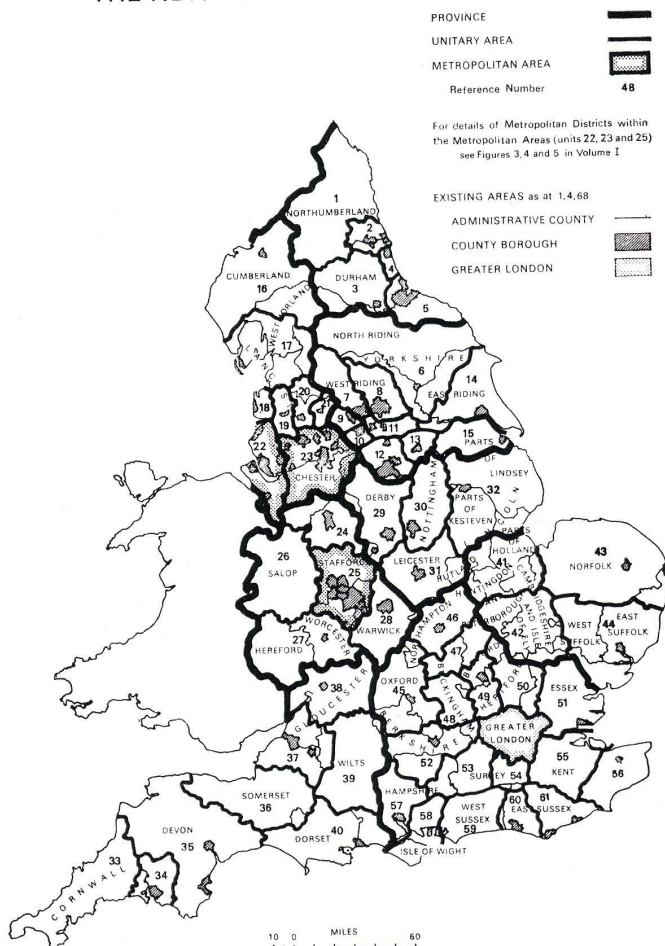 PROVINCE
UNITARY AREA
METROPOLITAN AREA
Reference Number 48
For details of Metropolitan Districts within
the Metropolitan Areas (units 22, 23 and 25)
see Figures 3, 4 and 5 in Volume I
EXISTING AREAS as at 1.4.68
ADMINISTRATIVE COUNTY
COUNTY BOROUGH
GREATER LONDON
1
NORTHUMBERLAND
2
CUMBERLAND
16
DURHAM
3
4
5
WESTMORLAND
17
NORTH RIDING
YORKSHIRE
6
14
EAST RIDING
WEST RIDING
7
8
18
19
20
21
9
10
11
12
13
15
PARTS
OF
LINDSEY
32
LINCOLN
22
23
CHESTER
DERBY
29
30
NOTTINGHAM
PARTS
OF
KESTEVEN
PARTS
OF
HOLLAND
41
24
26
SALOP
STAFFORD
25
LEICESTER
31
RUTLAND
43
NORFOLK
28
WARWICK
HUNTINGDON
PETERBOROUGH
CAMBRIDGESHIRE
AND ISLE
OF ELY
42
WORCESTER
27
HEREFORD
NORTHAMPTON
46
47
WEST
SUFFOLK
44
EAST
SUFFOLK
38
GLOUCESTER
OXFORD
45
BUCKINGHAM
48
49
HERTFORD
50
ESSEX
51
BERKSHIRE
GREATER
LONDON
37
WILTS
39
52
53
SURREY
54
55
KENT
56
SOMERSET
36
HAMPSHIRE
57
58
WEST
SUSSEX
59
60
61
EAST SUSSEX
DEVON
35
DORSET
40
ISLE OF WIGHT
33
34
CORNWALL
10 0 MILES 60